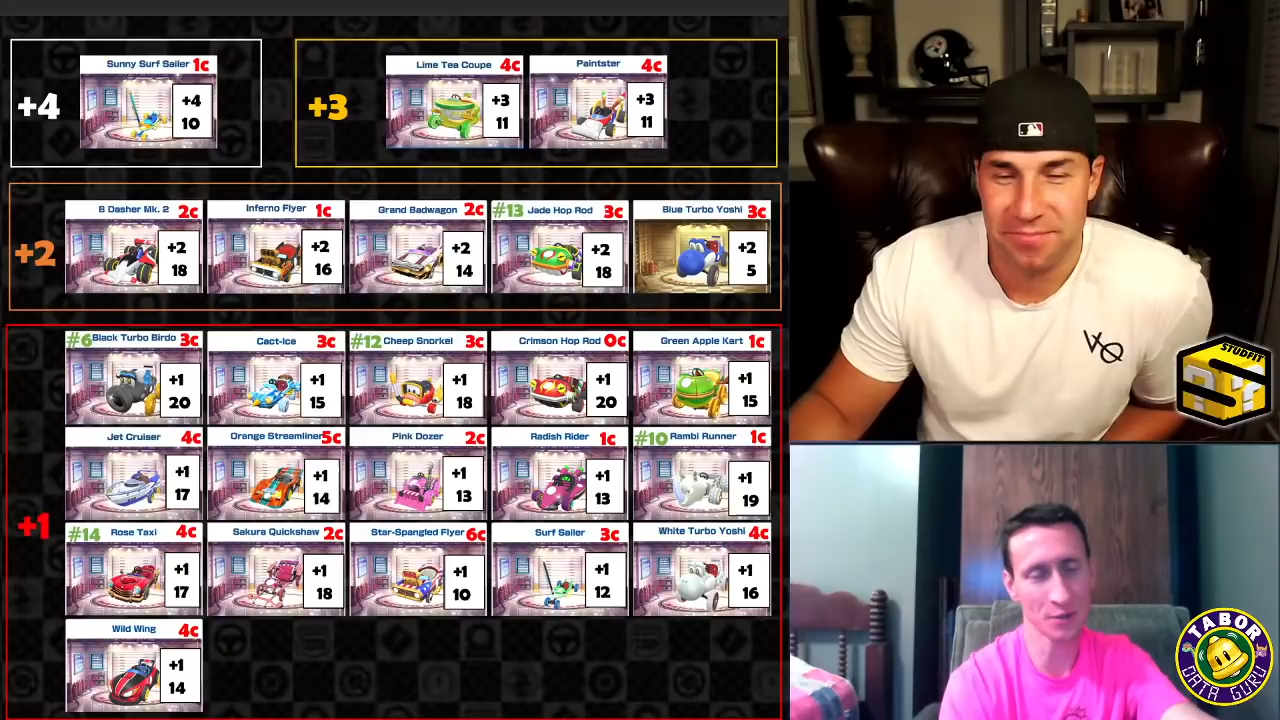 +4
Sunny Surf Sailer 1c
+4
10
+3
Lime Tea Coupe 4c
+3
11
Paintster 4c
+3
11
+2
B Dasher Mk. 2 2c
+2
18
Inferno Flyer 1c
+2
16
Grand Badwagon 2c
+2
14
#13 Jade Hop Rod 3c
+2
18
Blue Turbo Yoshi 3c
+2
5
+1
#6 Black Turbo Birdo 3c
+1
20
Cact-Ice 3c
+1
15
#12 Cheep Snorkel 3c
+1
18
Crimson Hop Rod 0c
+1
20
Green Apple Kart 1c
+1
15
Jet Cruiser 4c
+1
17
Orange Streamliner 5c
+1
14
Pink Dozer 2c
+1
13
Radish Rider 1c
+1
13
#10 Rambi Runner 1c
+1
19
#14 Rose Taxi 4c
+1
17
Sakura Quickshaw 2c
+1
18
Star-Spangled Flyer 6c
+1
10
Surf Sailer 3c
+1
12
White Turbo Yoshi 4c
+1
16
Wild Wing 4c
+1
14
STUDPIT
TABOR
DATA GURU